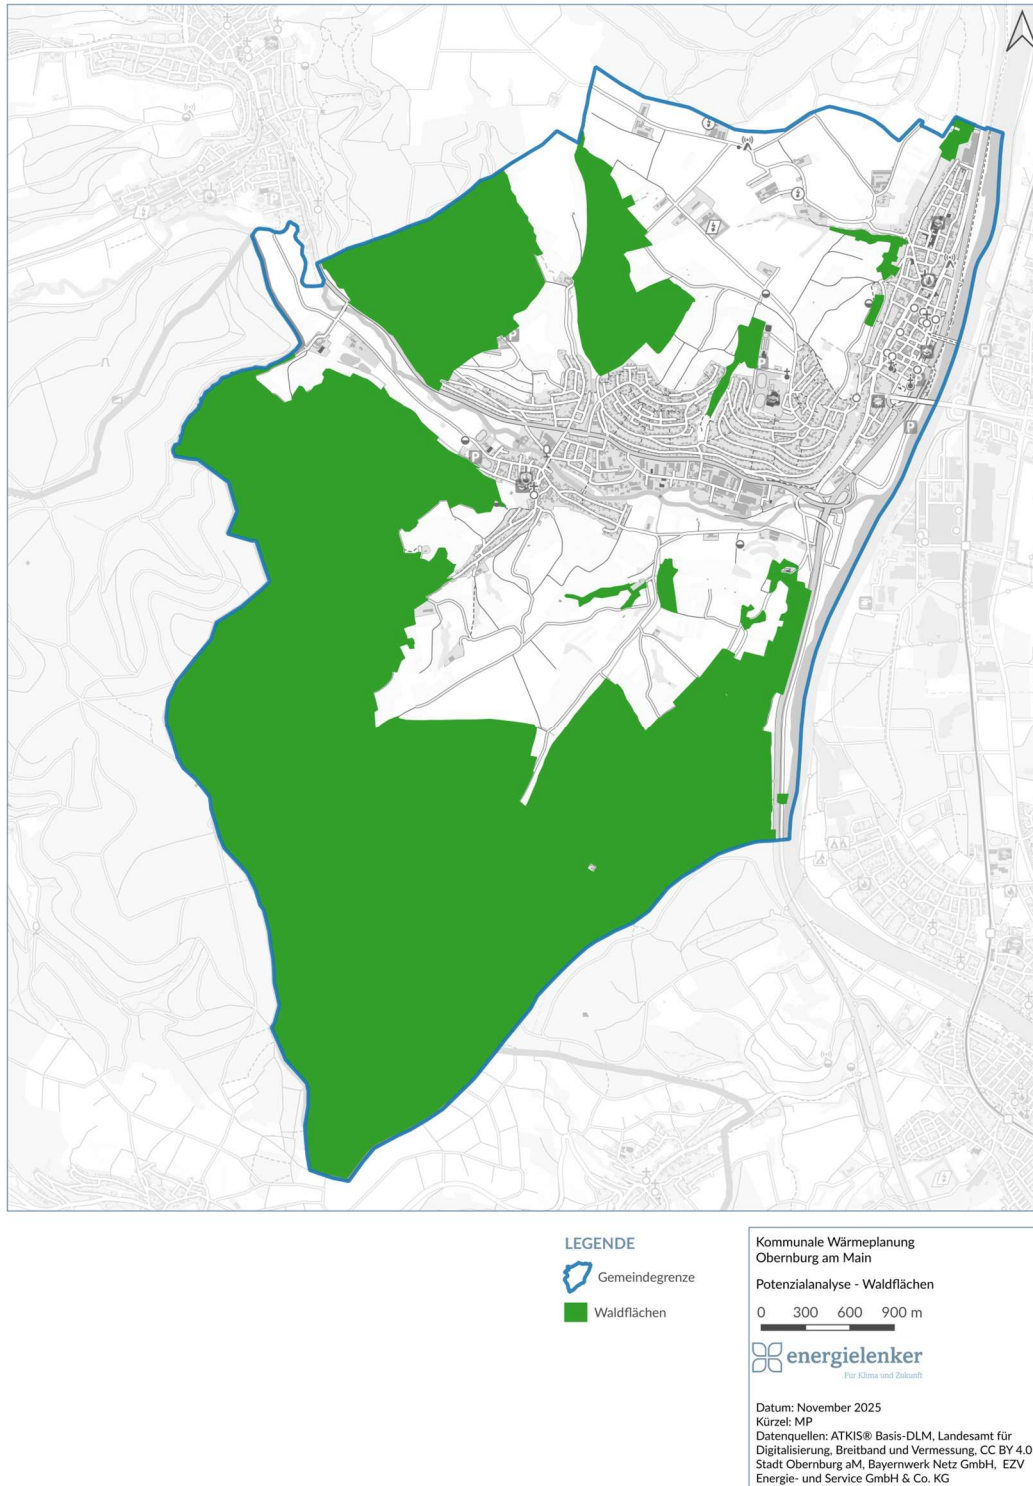 LEGENDE
Gemeindegrenze
Waldflächen
Kommunale Wärmeplanung
Obernburg am Main
Potenzialanalyse - Waldflächen
0 300 600 900 m
energielenker
Für Klima und Zukunft
Datum: November 2025
Kürzel: MP
Datenquellen: ATKIS® Basis-DLM, Landesamt für
Digitalisierung, Breitband und Vermessung, CC BY 4.0
Stadt Obernburg aM, Bayernwerk Netz GmbH, EZV
Energie- und Service GmbH & Co. KG